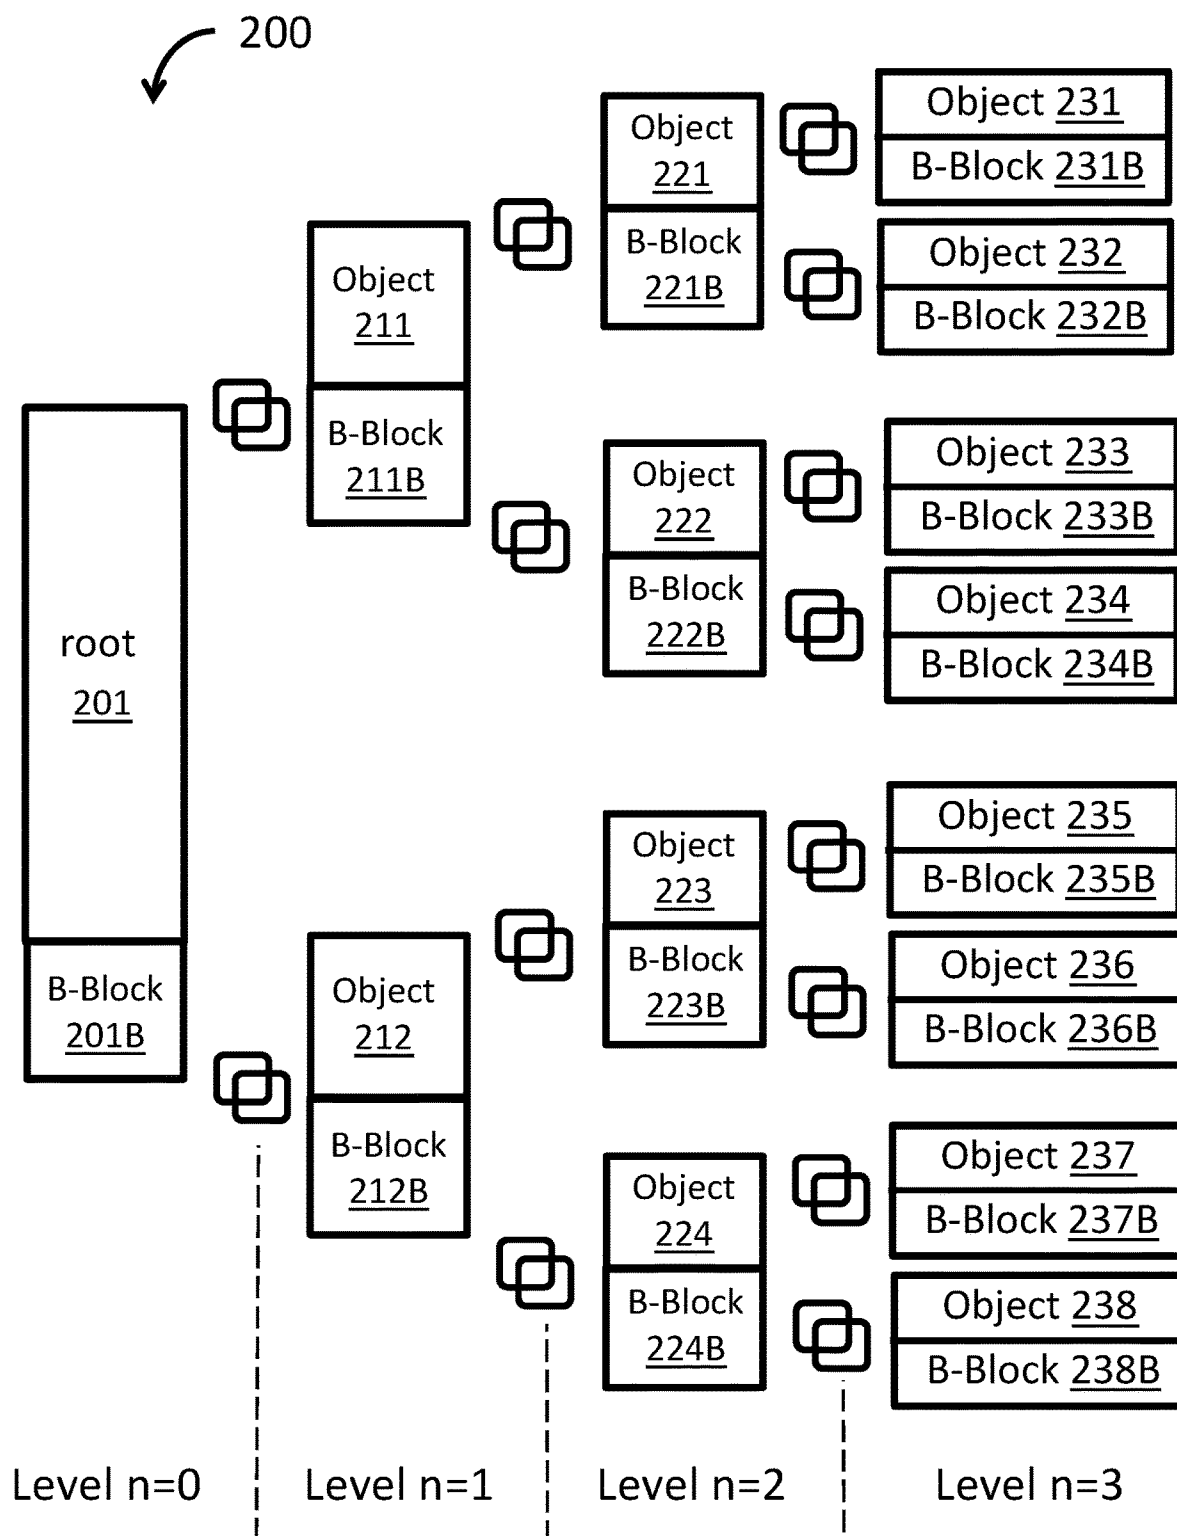 200
root
201
B-Block
201B
Object
211
B-Block
211B
Object
212
B-Block
212B
Object
221
B-Block
221B
Object
222
B-Block
222B
Object
223
B-Block
223B
Object
224
B-Block
224B
Object 231
B-Block 231B
Object 232
B-Block 232B
Object 233
B-Block 233B
Object 234
B-Block 234B
Object 235
B-Block 235B
Object 236
B-Block 236B
Object 237
B-Block 237B
Object 238
B-Block 238B
Level n=0
Level n=1
Level n=2
Level n=3